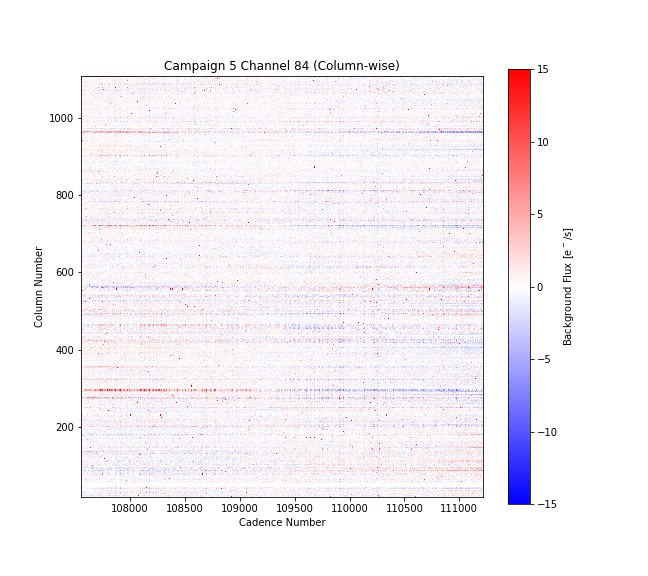 Campaign 5 Channel 84 (Column-wise)
1000
800
600
400
200
Column Number
108000 108500 109000 109500 110000 110500 111000
Cadence Number
15
10
5
0
−5
−10
−15
Background Flux [e⁻/s]